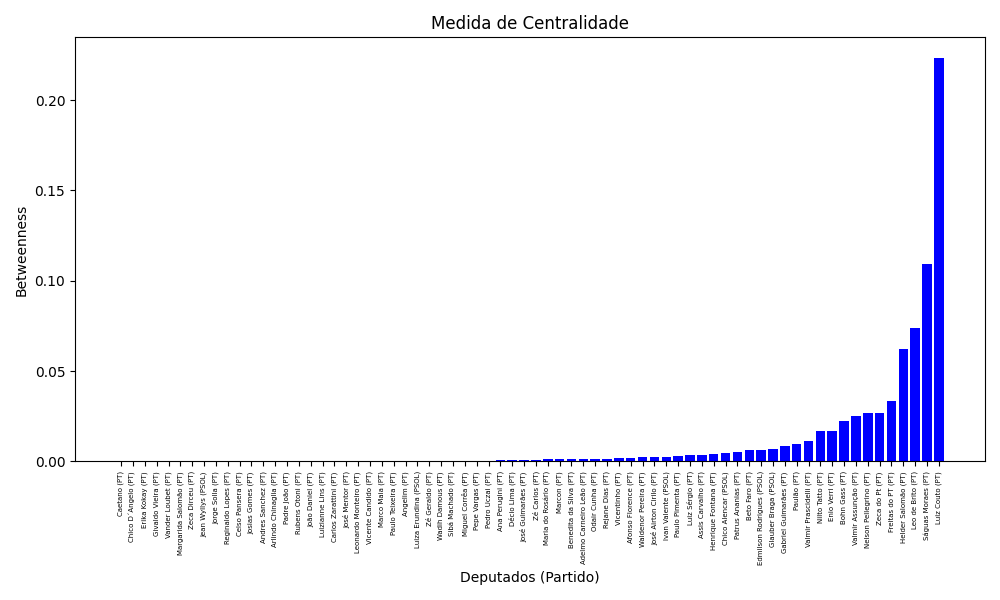 Medida de Centralidade
Betweenness
0.20
0.15
0.10
0.05
0.00
Caetano (PT)
Chico D`Angelo (PT)
Erika Kokay (PT)
Givaldo Vieira (PT)
Vander Loubet (PT)
Margarida Salomão (PT)
Zeca Dirceu (PT)
Jean Wyllys (PSOL)
Jorge Solla (PT)
Reginaldo Lopes (PT)
Celso Pansera (PT)
Josias Gomes (PT)
Andres Sanchez (PT)
Arlindo Chinaglia (PT)
Padre João (PT)
Rubens Otoni (PT)
João Daniel (PT)
Luizianne Lins (PT)
Carlos Zarattini (PT)
José Mentor (PT)
Leonardo Monteiro (PT)
Vicente Candido (PT)
Marco Maia (PT)
Paulo Teixeira (PT)
Angelim (PT)
Luiza Erundina (PSOL)
Zé Geraldo (PT)
Wadih Damous (PT)
Sibá Machado (PT)
Miguel Corrêa (PT)
Pepe Vargas (PT)
Pedro Uczai (PT)
Ana Perugini (PT)
Décio Lima (PT)
José Guimarães (PT)
Zé Carlos (PT)
Maria do Rosário (PT)
Marcon (PT)
Benedita da Silva (PT)
Adelmo Carneiro Leão (PT)
Odair Cunha (PT)
Rejane Dias (PT)
Vicentinho (PT)
Afonso Florence (PT)
Waldenor Pereira (PT)
José Airton Cirilo (PT)
Ivan Valente (PSOL)
Paulo Pimenta (PT)
Luiz Sérgio (PT)
Assis Carvalho (PT)
Henrique Fontana (PT)
Chico Alencar (PSOL)
Patrus Ananias (PT)
Beto Faro (PT)
Edmilson Rodrigues (PSOL)
Glauber Braga (PSOL)
Gabriel Guimarães (PT)
Paulão (PT)
Valmir Prascidelli (PT)
Nilto Tatto (PT)
Enio Verri (PT)
Bohn Gass (PT)
Valmir Assunção (PT)
Nelson Pellegrino (PT)
Zeca do Pt (PT)
Freitas do PT (PT)
Helder Salomão (PT)
Leo de Brito (PT)
Ságuas Moraes (PT)
Luiz Couto (PT)
Deputados (Partido)